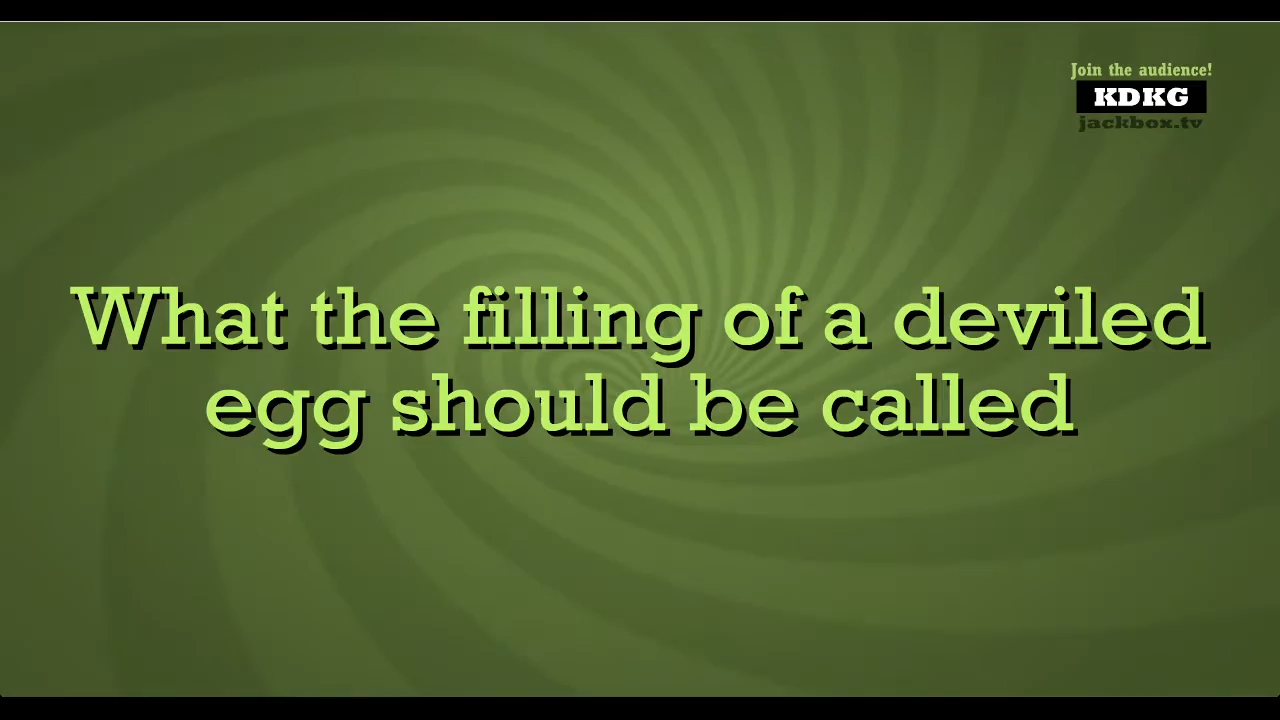 Join the audience!
KDKG
jackbox.tv
What the filling of a deviled
egg should be called